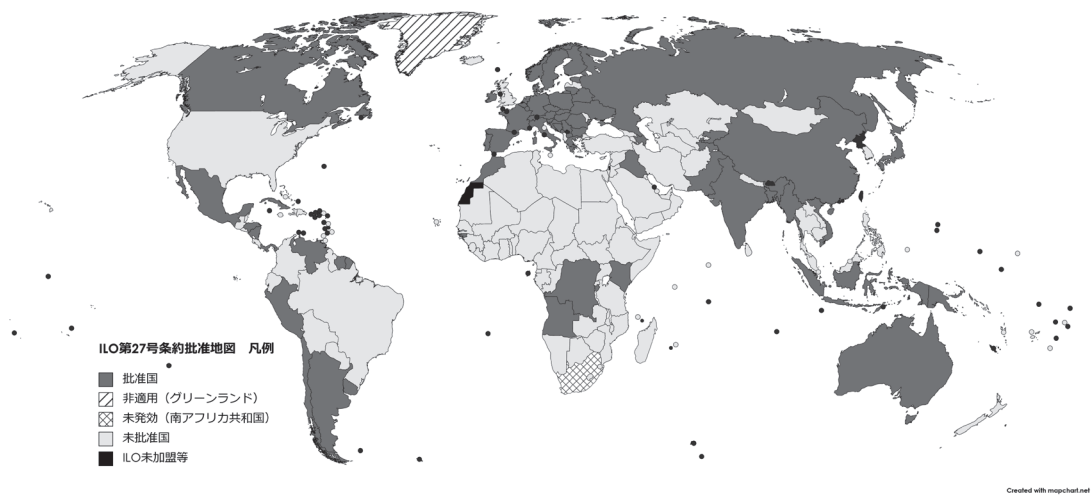 ILO第27号条約批准地図　凡例
批准国
非適用（グリーンランド）
未発効（南アフリカ共和国）
未批准国
ILO未加盟等
Created with mapchart.net